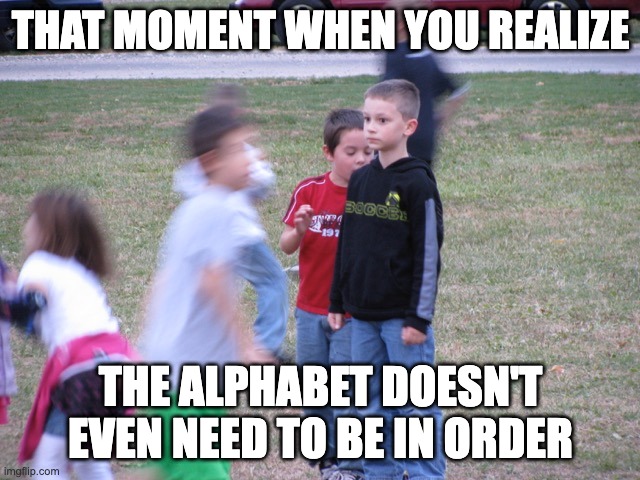 THAT MOMENT WHEN YOU REALIZE
SOCCER
THE ALPHABET DOESN'T
EVEN NEED TO BE IN ORDER
imgflip.com